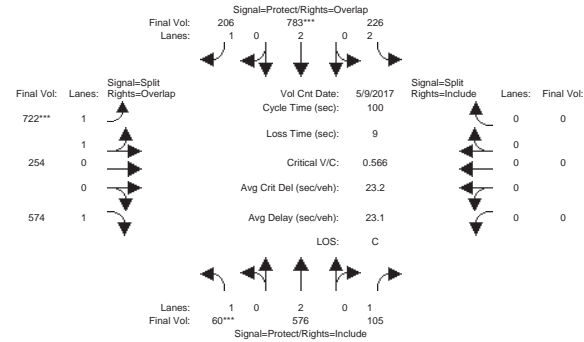 Signal=Protect/Rights=Overlap
Final Vol: 206 783*** 226
Lanes: 1 0 2 0 2
Signal=Split
Final Vol: Lanes: Rights=Overlap
Vol Cnt Date: 5/9/2017
Signal=Split
Rights=Include Lanes: Final Vol:
Cycle Time (sec): 100
722*** 1
0 0
Loss Time (sec): 9
1
0
254 0
Critical V/C: 0.566
0 0
0
Avg Crit Del (sec/veh): 23.2
0
574 1
Avg Delay (sec/veh): 23.1
0 0
LOS: C
Lanes: 1 0 2 0 1
Final Vol: 60*** 576 105
Signal=Protect/Rights=Include